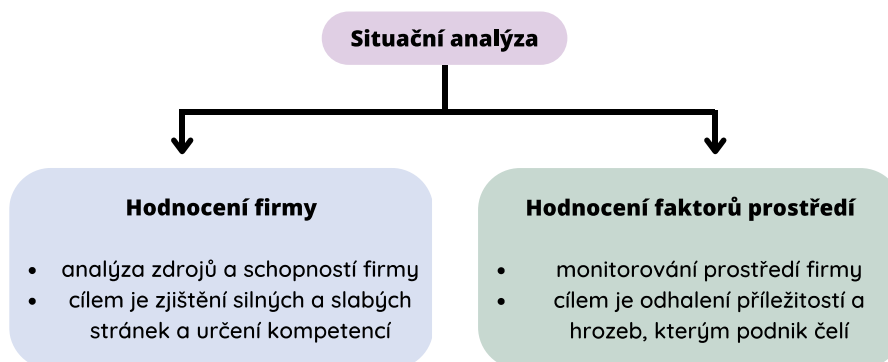 Situační analýza
Hodnocení firmy
• analýza zdrojů a schopností firmy
• cílem je zjištění silných a slabých
stránek a určení kompetencí
Hodnocení faktorů prostředí
• monitorování prostředí firmy
• cílem je odhalení příležitostí a
hrozeb, kterým podnik čelí